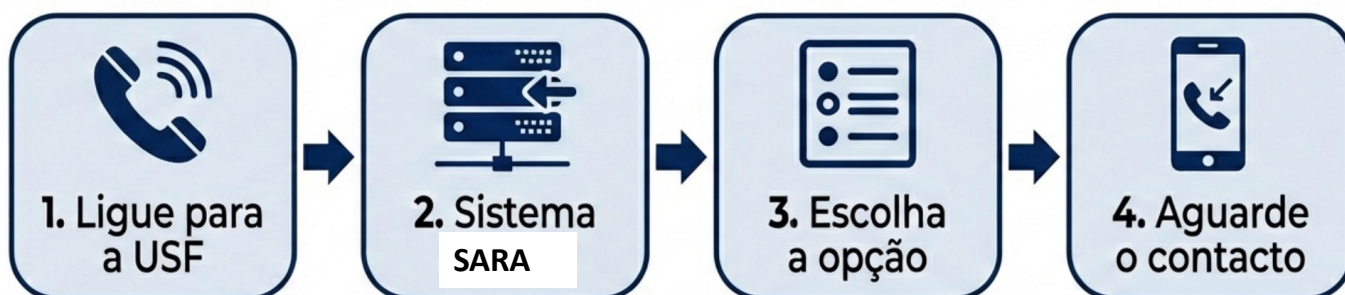 1. Ligue para
a USF
2. Sistema
SARA
3. Escolha
a opção
4. Aguarde
o contacto